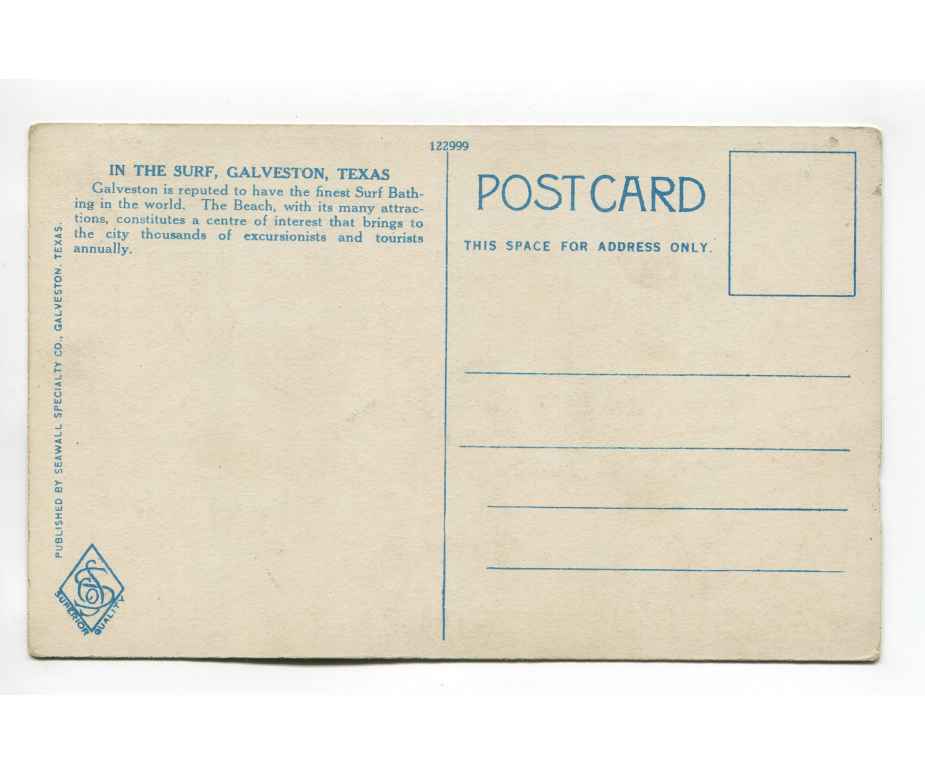 122999
IN THE SURF, GALVESTON, TEXAS
Galveston is reputed to have the finest Surf Bath-
ing in the world. The Beach, with its many attrac-
tions, constitutes a centre of interest that brings to
the city thousands of excursionists and tourists
annually.
PUBLISHED BY SEAWALL SPECIALTY CO., GALVESTON, TEXAS.
SUPERIOR QUALITY
POSTCARD
THIS SPACE FOR ADDRESS ONLY.